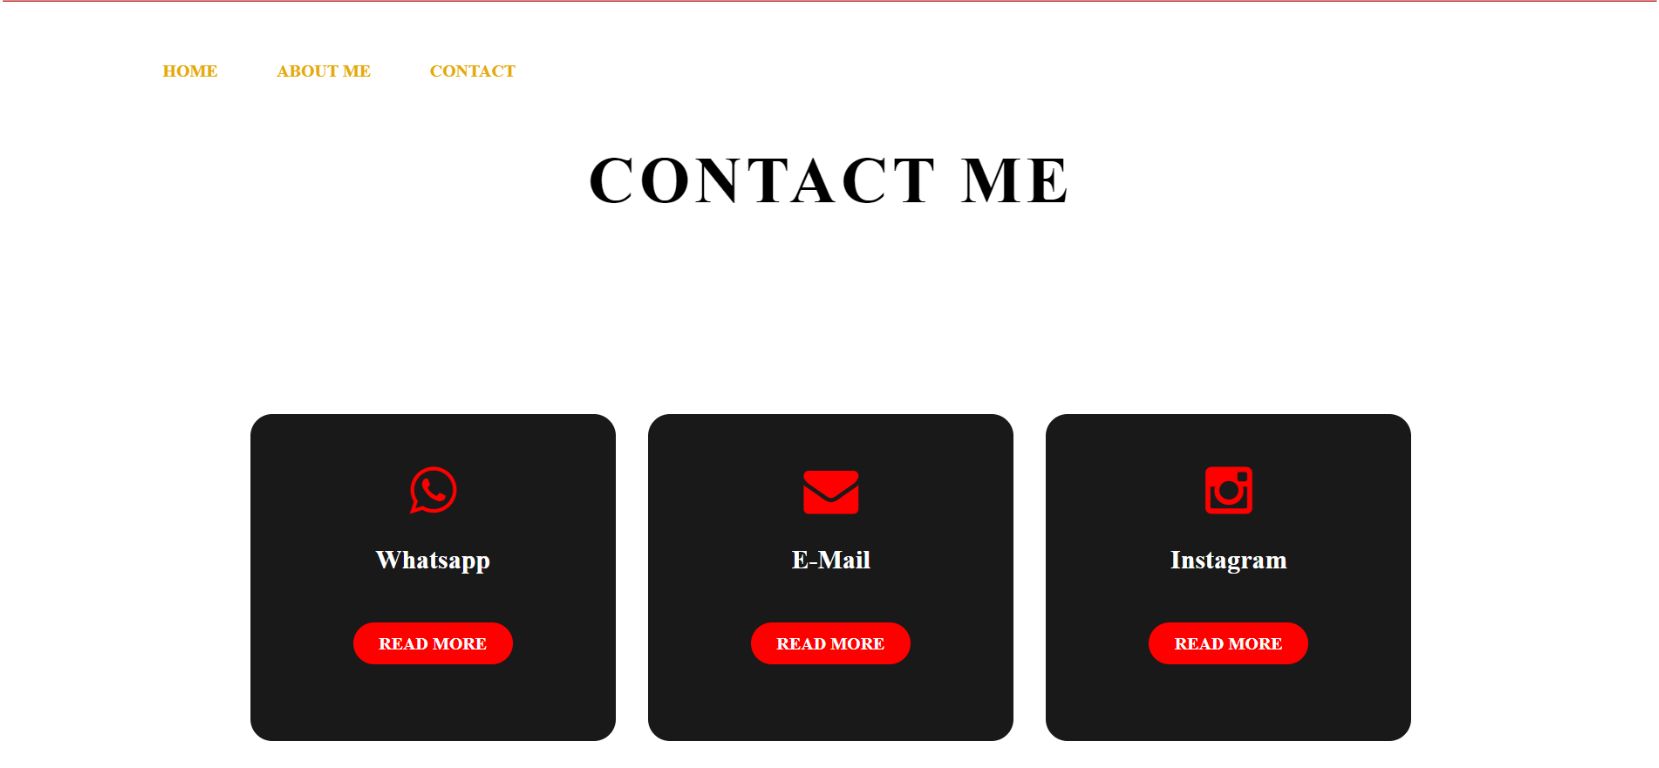 HOME ABOUT ME CONTACT
CONTACT ME
Whatsapp E-Mail Instagram
READ MORE READ MORE READ MORE